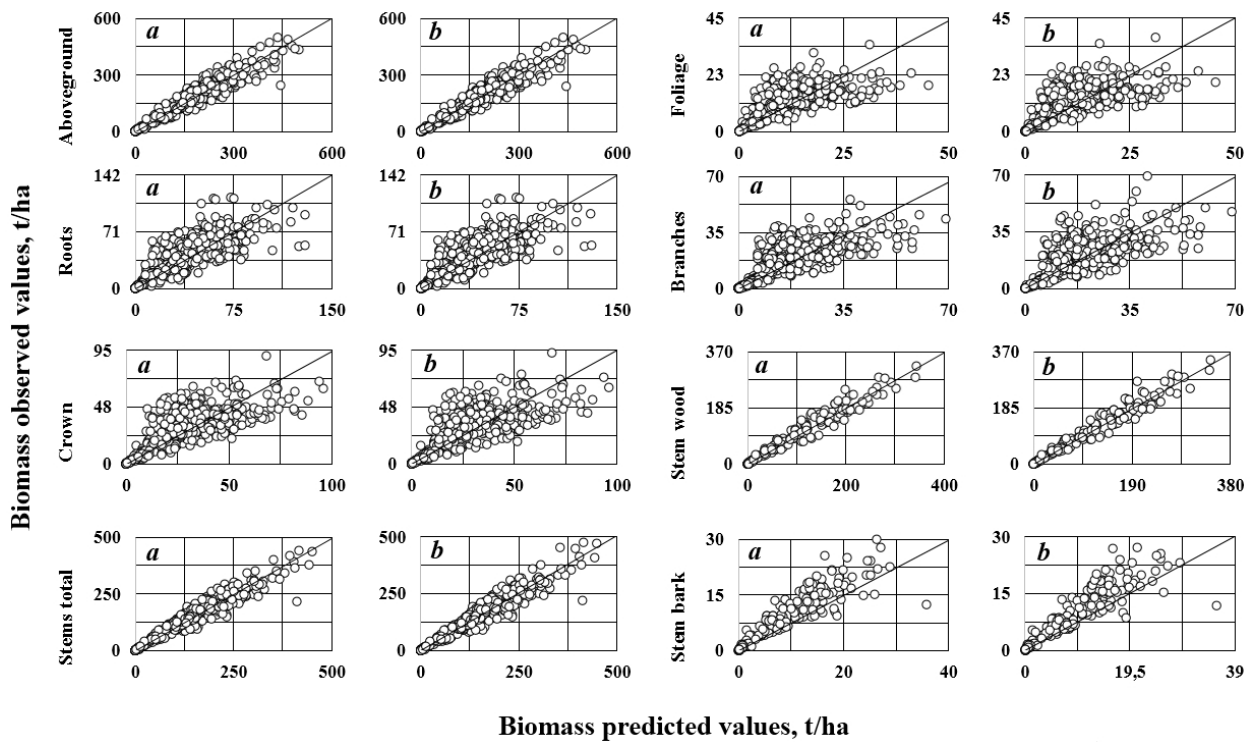 Biomass observed values, t/ha
Aboveground
600
300
0
a
0 300 600
600
300
0
b
0 300 600
Foliage
45
23
0
a
0 25 50
45
23
0
b
0 25 50
Roots
142
71
0
a
0 75 150
142
71
0
b
0 75 150
Branches
70
35
0
a
0 35 70
70
35
0
b
0 35 70
Crown
95
48
0
a
0 50 100
95
48
0
b
0 50 100
Stem wood
370
185
0
a
0 200 400
370
185
0
b
0 190 380
Stems total
500
250
0
a
0 250 500
500
250
0
b
0 250 500
Stem bark
30
15
0
a
0 20 40
30
15
0
b
0 19,5 39
Biomass predicted values, t/ha